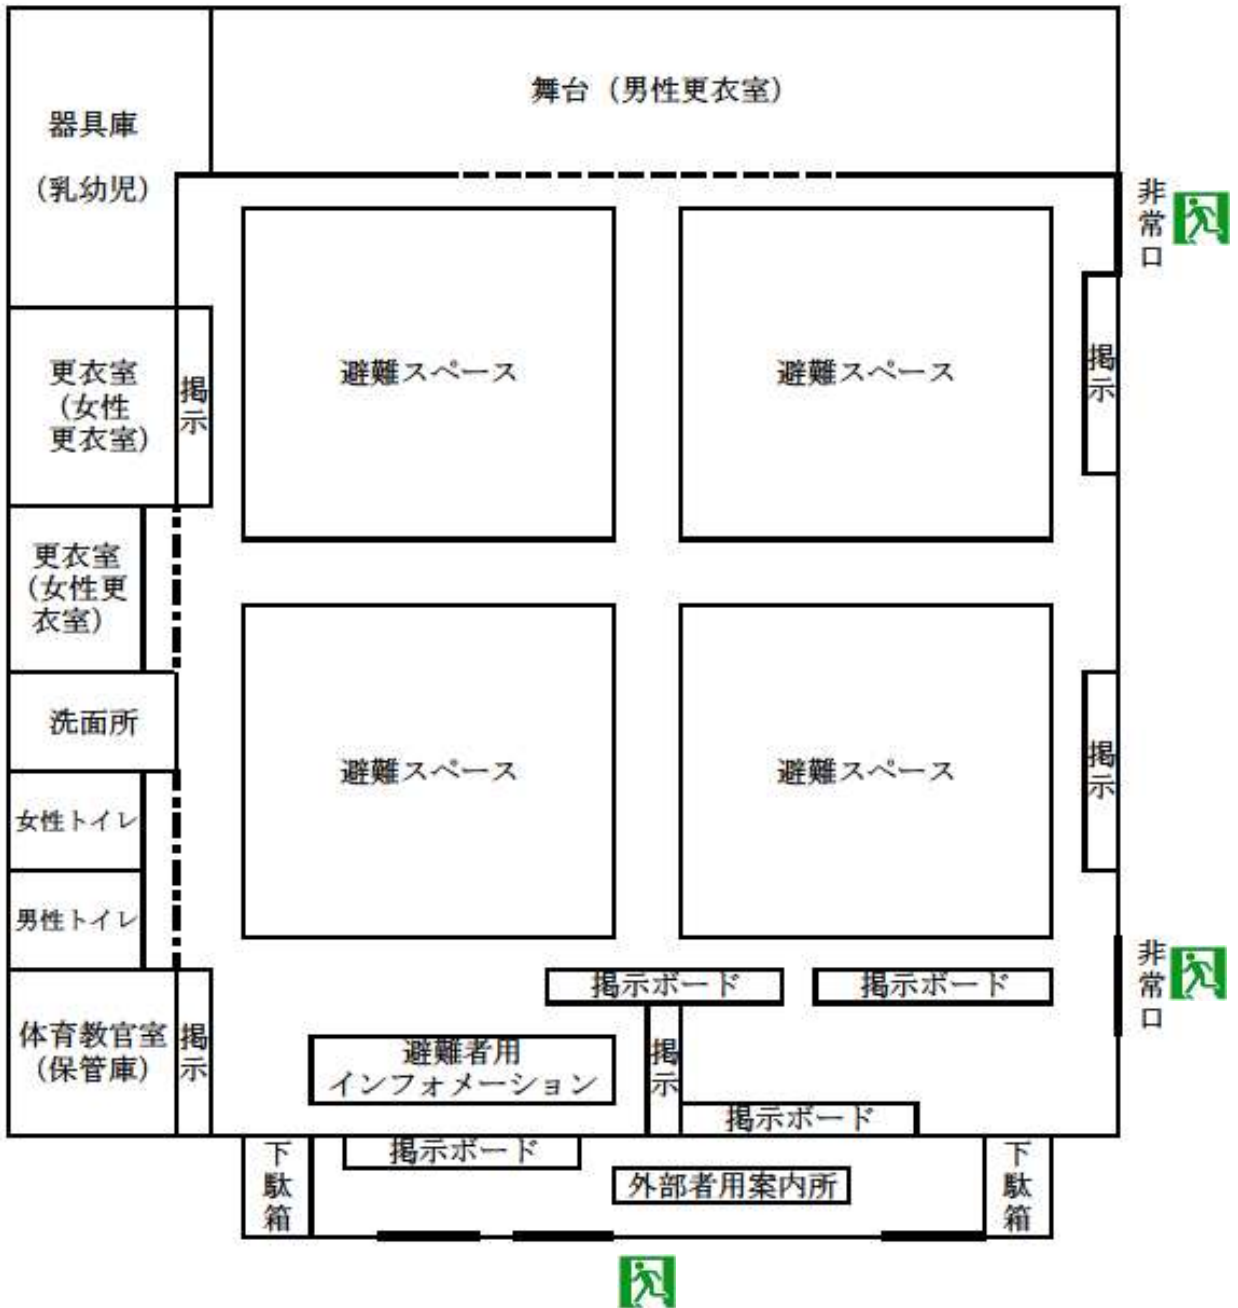 舞台（男性更衣室）
器具庫
（乳幼児）
非常口
避難スペース
避難スペース
掲示
更衣室
（女性
更衣室）
掲示
更衣室
（女性更
衣室）
洗面所
避難スペース
避難スペース
掲示
女性トイレ
男性トイレ
非常口
掲示ボード
掲示ボード
体育教官室
（保管庫）
掲示
避難者用
インフォメーション
掲示
掲示ボード
下駄箱
掲示ボード
外部者用案内所
下駄箱